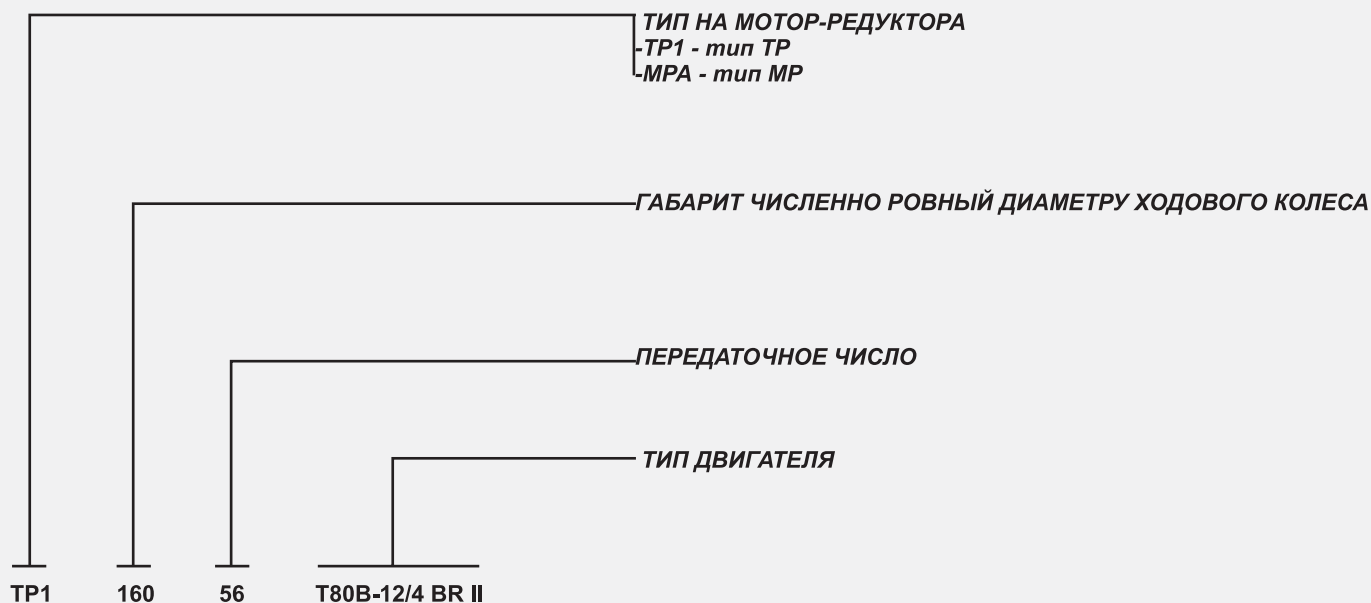 ТИП НА МОТОР-РЕДУКТОРА
-ТР1 - тип ТР
-МРА - тип МР
ГАБАРИТ ЧИСЛЕННО РОВНЫЙ ДИАМЕТРУ ХОДОВОГО КОЛЕСА
ПЕРЕДАТОЧНОЕ ЧИСЛО
ТИП ДВИГАТЕЛЯ
ТР1 160 56 Т80В-12/4 BR II